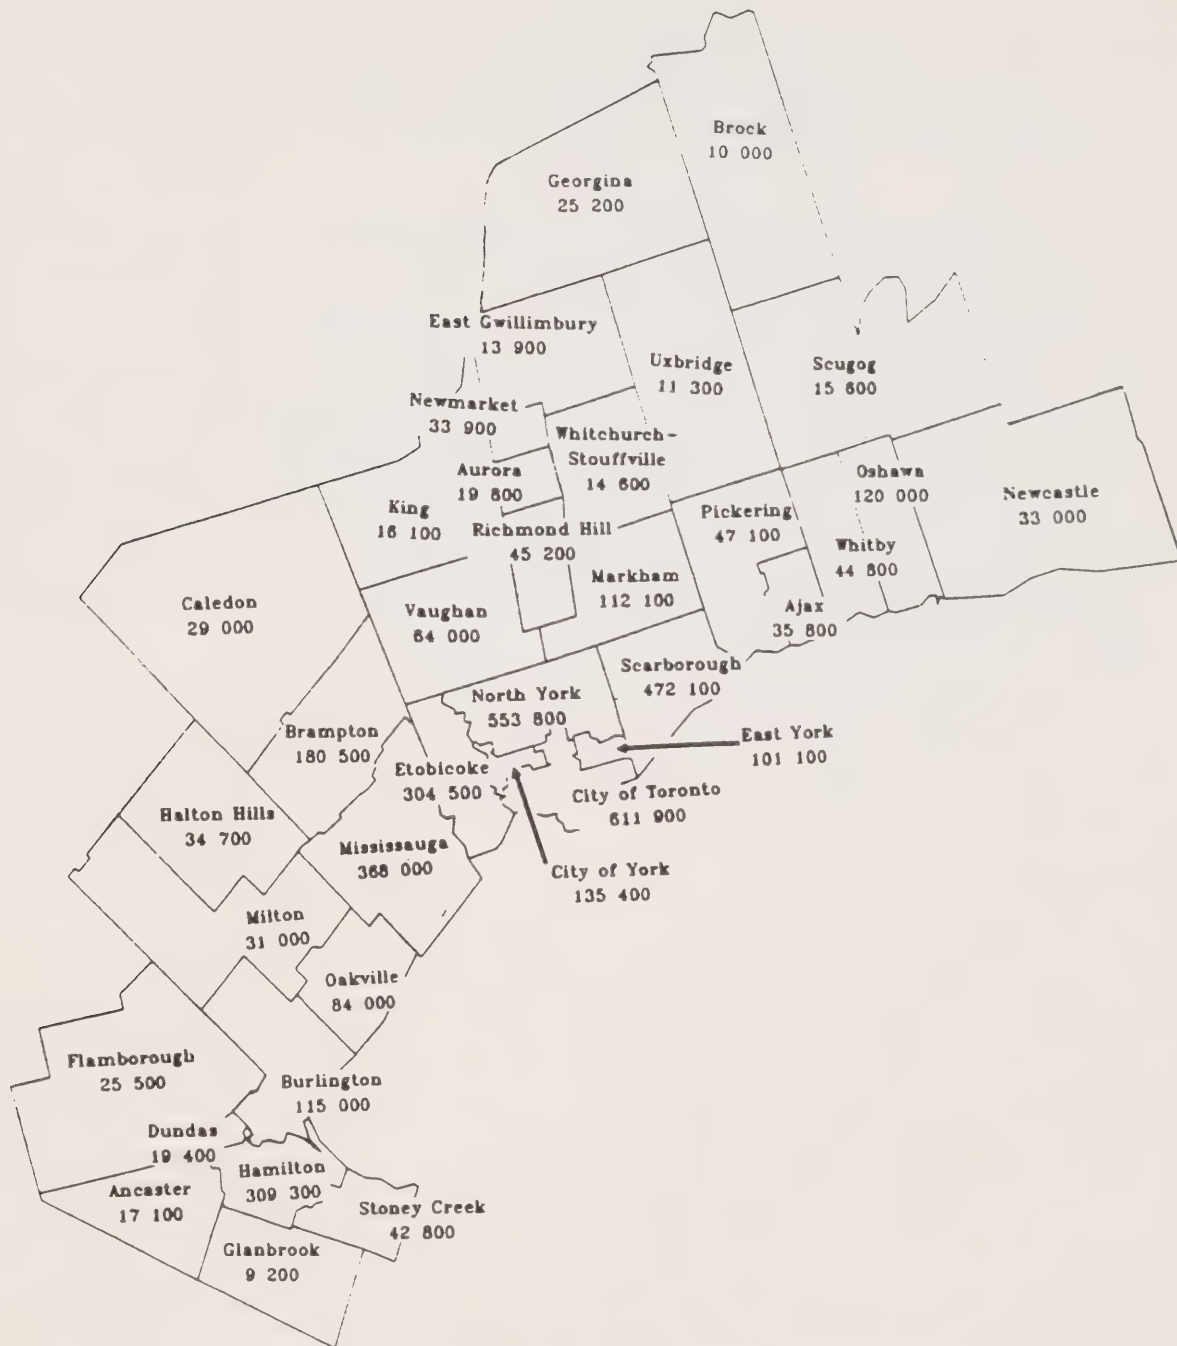 Brock
10 000
Georgina
25 200
East Gwillimbury
13 900
Uxbridge
11 300
Scugog
15 600
Newmarket
33 900
Whitchurch-
Stouffville
14 600
Aurora
19 800
Oshawa
120 000
Newcastle
33 000
King
16 100
Pickering
47 100
Richmond Hill
45 200
Whitby
44 800
Markham
112 100
Caledon
29 000
Vaughan
64 000
Ajax
35 800
Scarborough
472 100
North York
553 800
Brampton
180 500
East York
101 100
Etobicoke
304 500
City of Toronto
611 900
Halton Hills
34 700
Mississauga
368 000
City of York
135 400
Milton
31 000
Oakville
84 000
Flamborough
25 500
Burlington
115 000
Dundas
19 400
Hamilton
309 300
Ancaster
17 100
Stoney Creek
42 800
Glanbrook
9 200